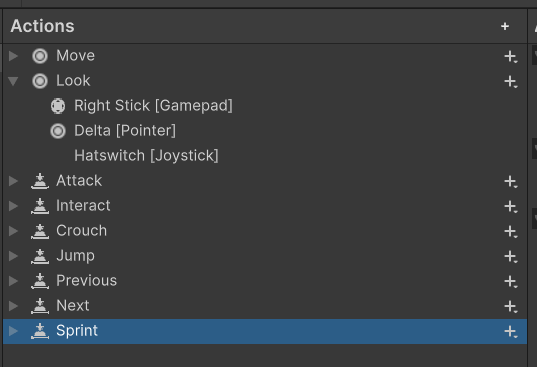 Actions +
Move +
Look +
Right Stick [Gamepad]
Delta [Pointer]
Hatswitch [Joystick]
Attack +
Interact +
Crouch +
Jump +
Previous +
Next +
Sprint +